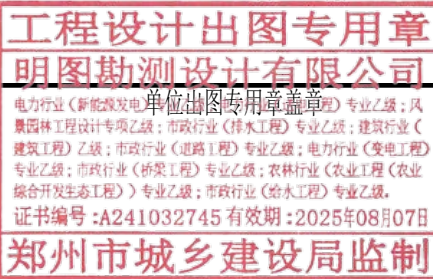 工程设计出图专用章
明图勘测设计有限公司
单位出图专用章盖章
电力行业（新能源发电）专业乙级；风
景园林工程设计专项乙级；市政行业（排水工程）专业乙级；建筑行业（
建筑工程）乙级；市政行业（道路工程）专业乙级；电力行业（变电工程）
专业乙级；市政行业（桥梁工程）专业乙级；农林行业（农业工程（农业
综合开发生态工程））专业乙级；市政行业（给水工程）专业乙级。
证书编号:A241032745 有效期:2025年08月07日
郑州市城乡建设局监制